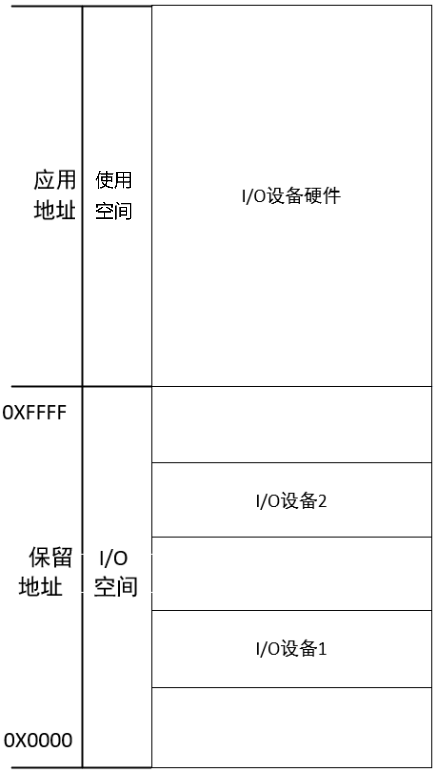 应用
地址
使用
空间
I/O设备硬件
0XFFFF
I/O设备2
保留
地址
I/O
空间
I/O设备1
0X0000